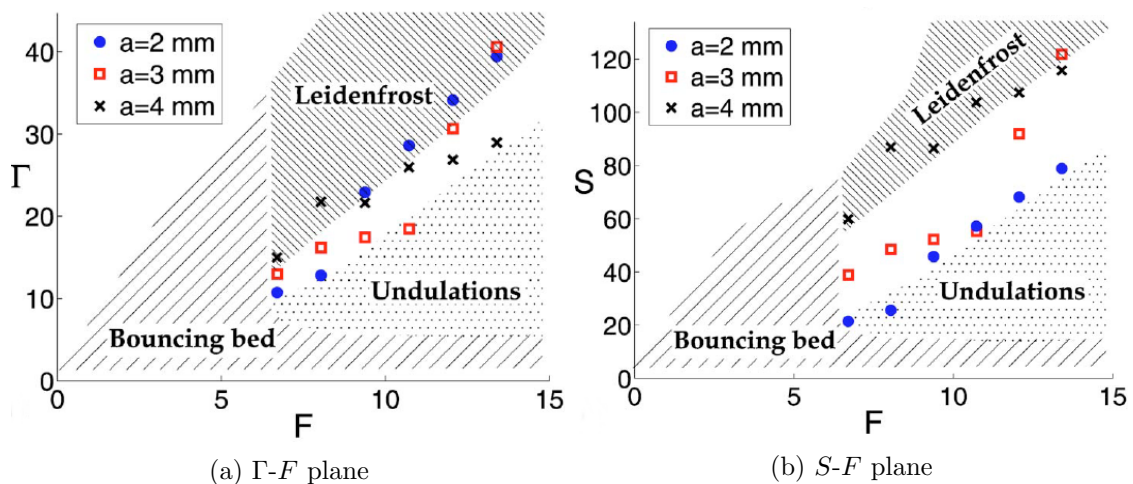 40
30
Γ
20
10
0
a=2 mm
a=3 mm
a=4 mm
Leidenfrost
Undulations
Bouncing bed
0
5
10
15
F
(a) Γ-F plane
120
100
80
S
60
40
20
0
a=2 mm
a=3 mm
a=4 mm
Leidenfrost
Undulations
Bouncing bed
0
5
10
15
F
(b) S-F plane